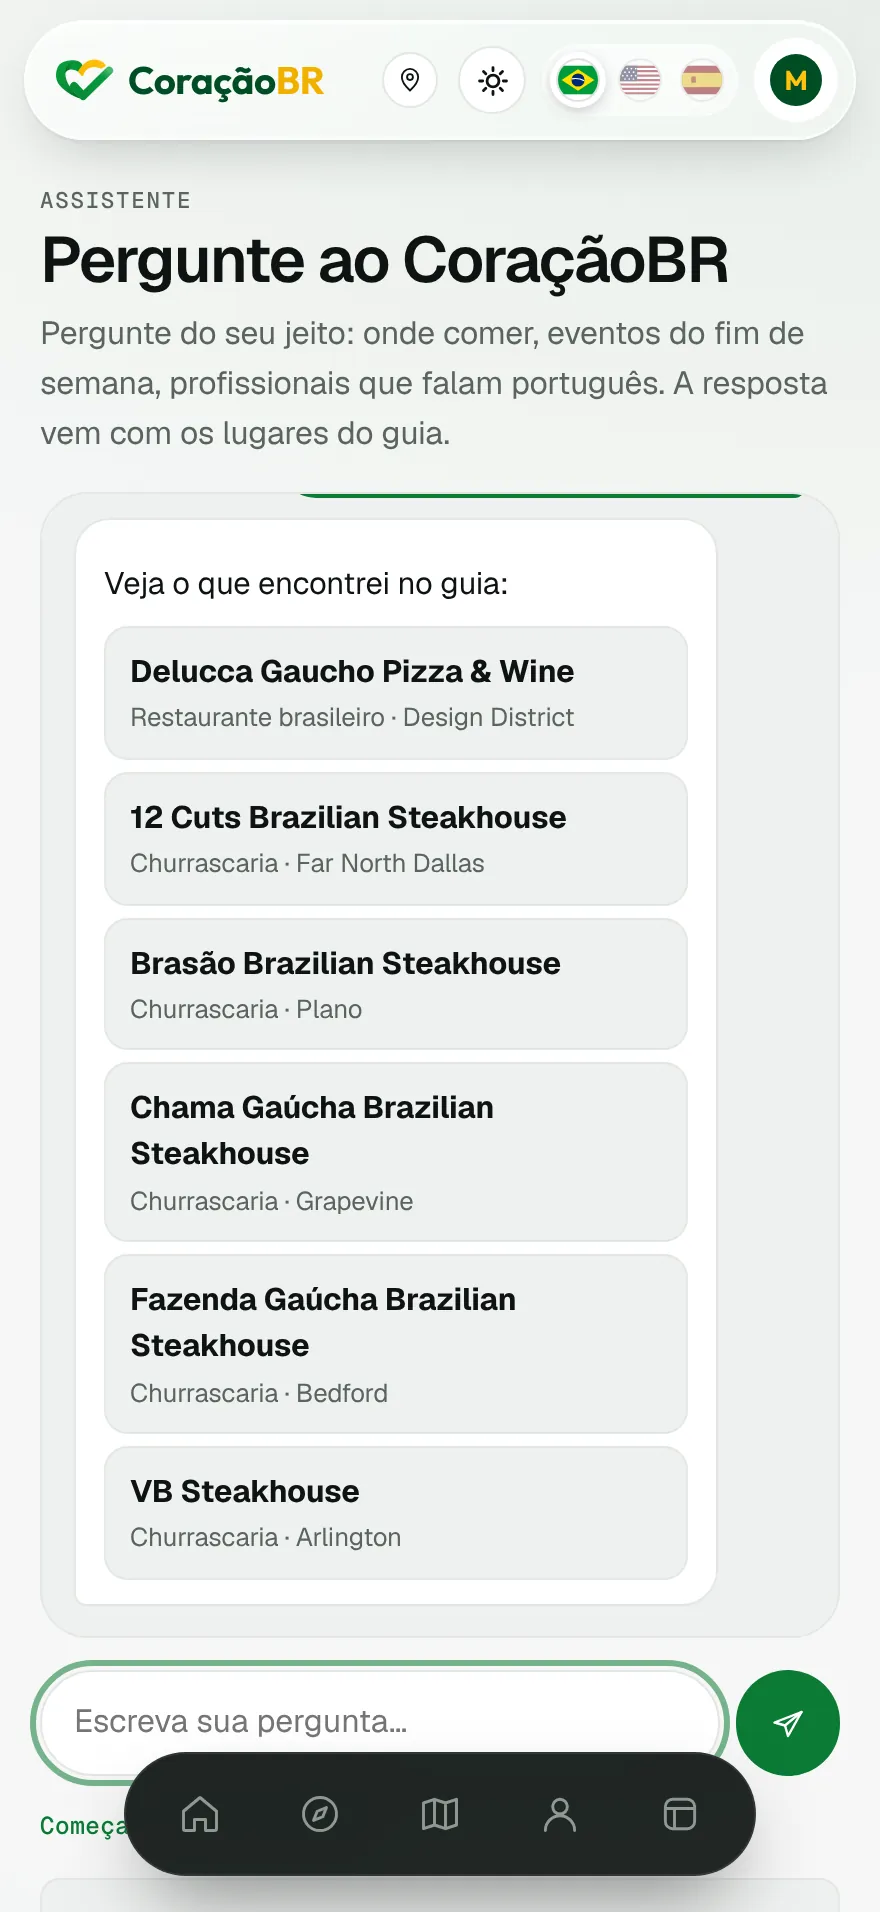 CoraçãoBR
M
ASSISTENTE
Pergunte ao CoraçãoBR
Pergunte do seu jeito: onde comer, eventos do fim de
semana, profissionais que falam português. A resposta
vem com os lugares do guia.
Veja o que encontrei no guia:
Delucca Gaucho Pizza & Wine
Restaurante brasileiro · Design District
12 Cuts Brazilian Steakhouse
Churrascaria · Far North Dallas
Brasão Brazilian Steakhouse
Churrascaria · Plano
Chama Gaúcha Brazilian
Steakhouse
Churrascaria · Grapevine
Fazenda Gaúcha Brazilian
Steakhouse
Churrascaria · Bedford
VB Steakhouse
Churrascaria · Arlington
Escreva sua pergunta...